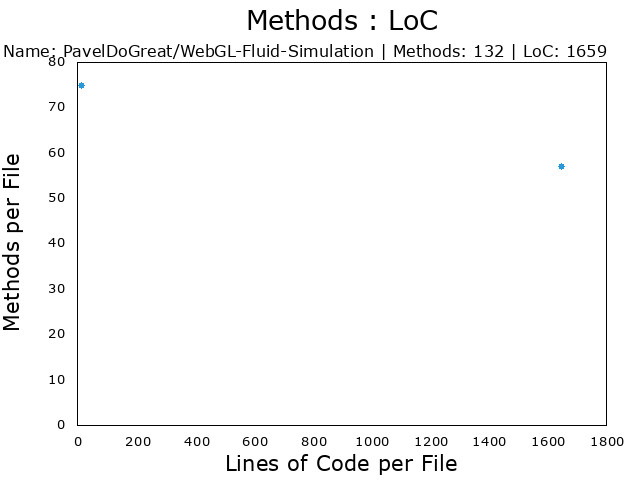 Methods : LoC
Name: PavelDoGreat/WebGL-Fluid-Simulation | Methods: 132 | LoC: 1659
80
70
60
50
40
30
20
10
0
Methods per File
0 200 400 600 800 1000 1200 1400 1600 1800
Lines of Code per File